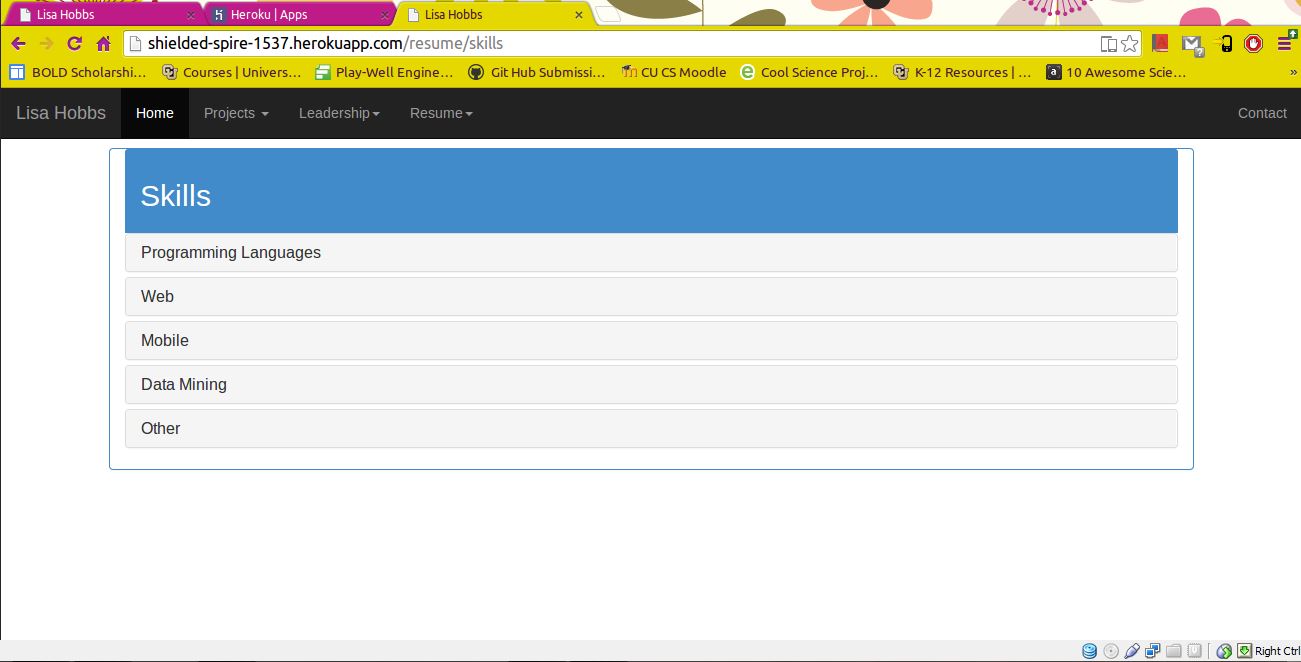 Lisa Hobbs
Heroku | Apps
Lisa Hobbs
shielded-spire-1537.herokuapp.com/resume/skills
BOLD Scholarshi... Courses | Univers... Play-Well Engine... Git Hub Submissi... CU CS Moodle Cool Science Proj... K-12 Resources | ... 10 Awesome Scie... »
Lisa Hobbs Home Projects Leadership Resume Contact
Skills
Programming Languages
Web
Mobile
Data Mining
Other
Right Ctrl